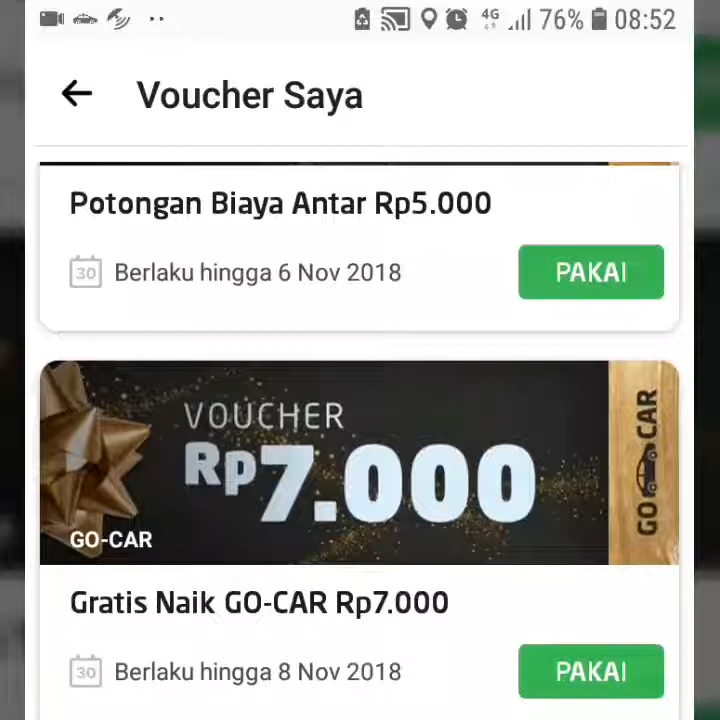 4G 76% 08:52
Voucher Saya
Potongan Biaya Antar Rp5.000
30 Berlaku hingga 6 Nov 2018 PAKAI
VOUCHER
Rp7.000
GO-CAR
GO-CAR
Gratis Naik GO-CAR Rp7.000
30 Berlaku hingga 8 Nov 2018 PAKAI